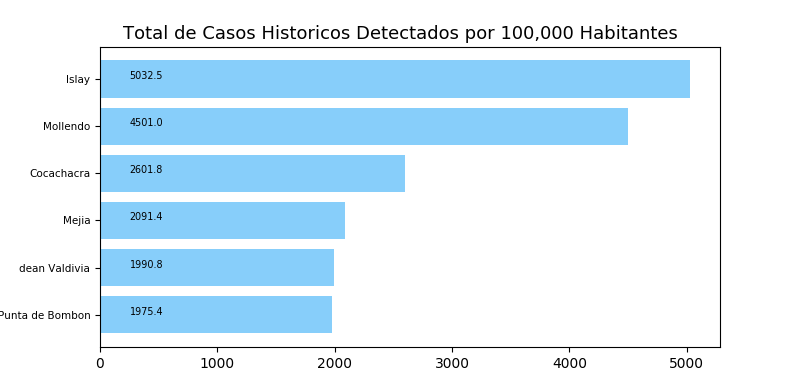 Total de Casos Historicos Detectados por 100,000 Habitantes
Islay 5032.5
Mollendo 4501.0
Cocachacra 2601.8
Mejia 2091.4
dean Valdivia 1990.8
Punta de Bombon 1975.4
0 1000 2000 3000 4000 5000